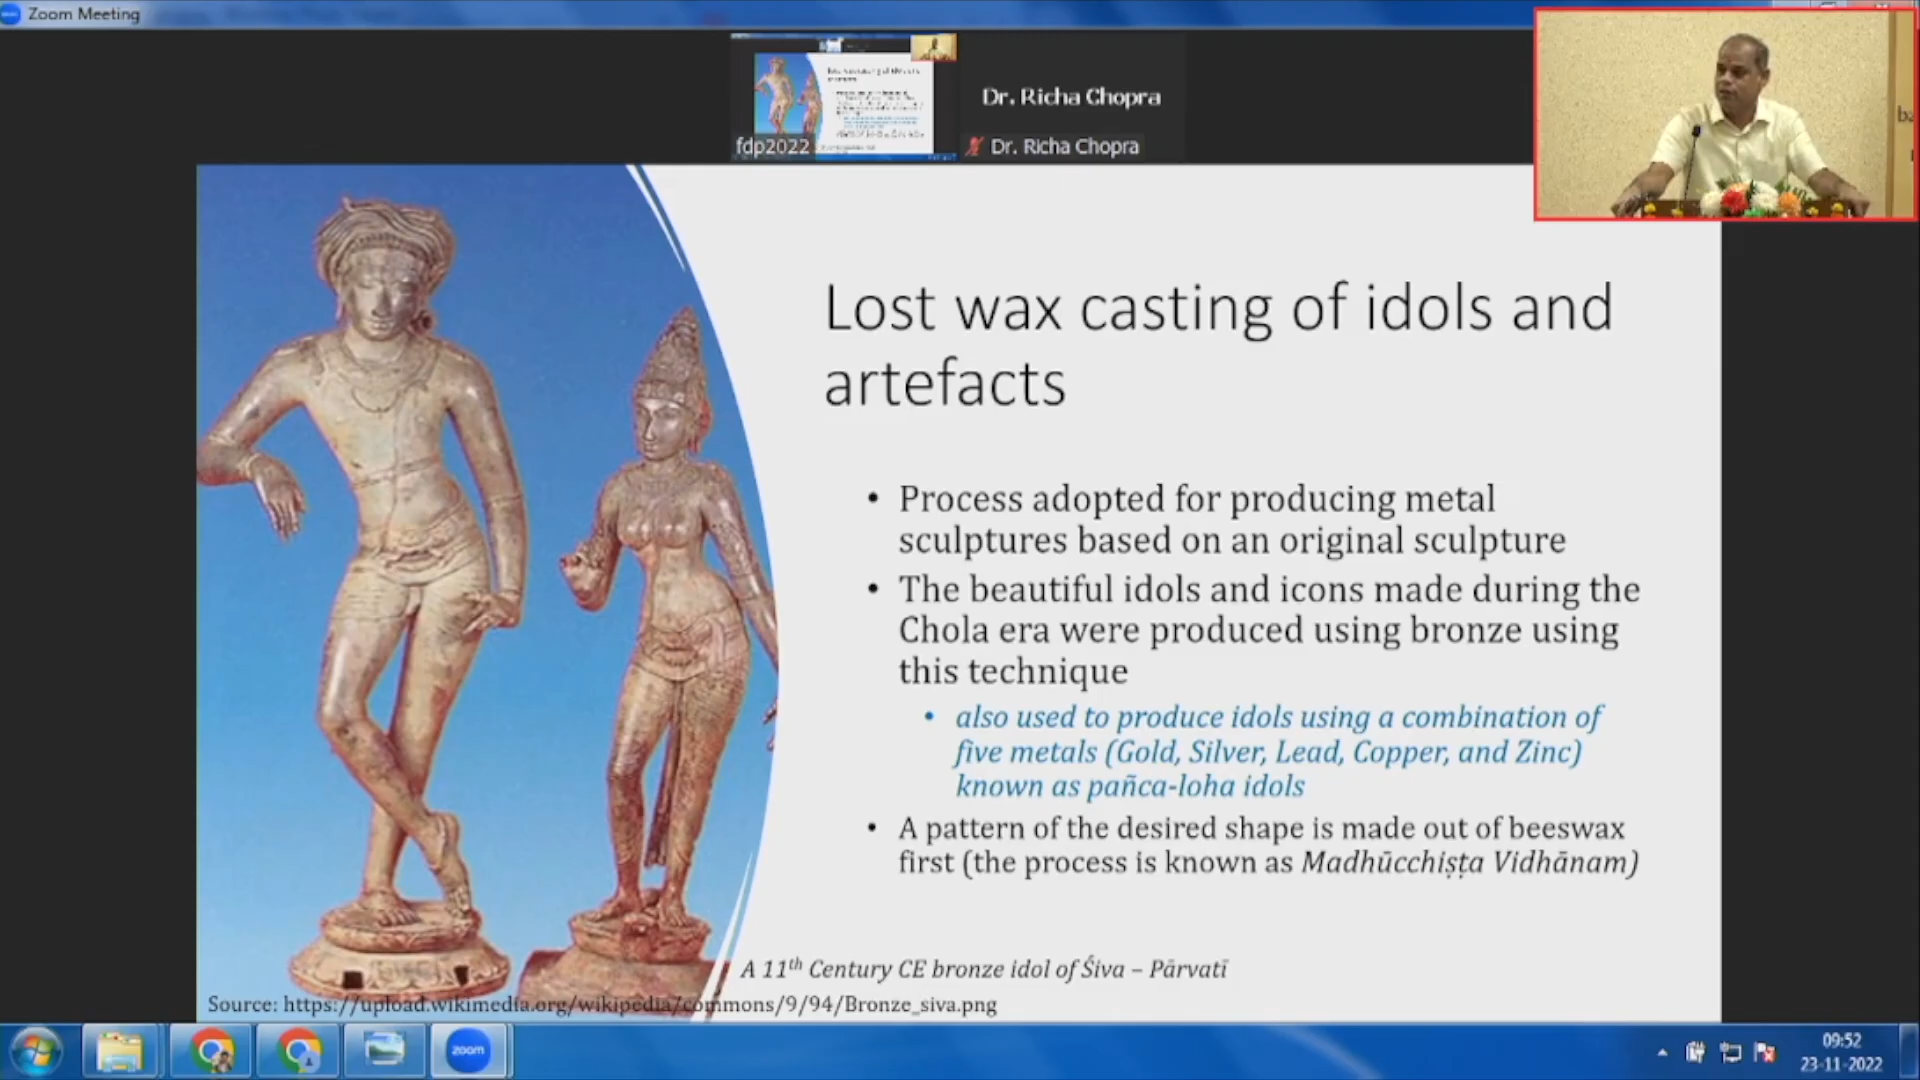 Zoom Meeting
fdp2022
Dr. Richa Chopra
Dr. Richa Chopra
Lost wax casting of idols and
artefacts
• Process adopted for producing metal
sculptures based on an original sculpture
• The beautiful idols and icons made during the
Chola era were produced using bronze using
this technique
• also used to produce idols using a combination of
five metals (Gold, Silver, Lead, Copper, and Zinc)
known as pañca-loha idols
• A pattern of the desired shape is made out of beeswax
first (the process is known as Madhūcchiṣṭa Vidhānam)
A 11th Century CE bronze idol of Śiva – Pārvatī
Source: https://upload.wikimedia.org/wikipedia/commons/9/94/Bronze_siva.png
zoom
09:52
23-11-2022